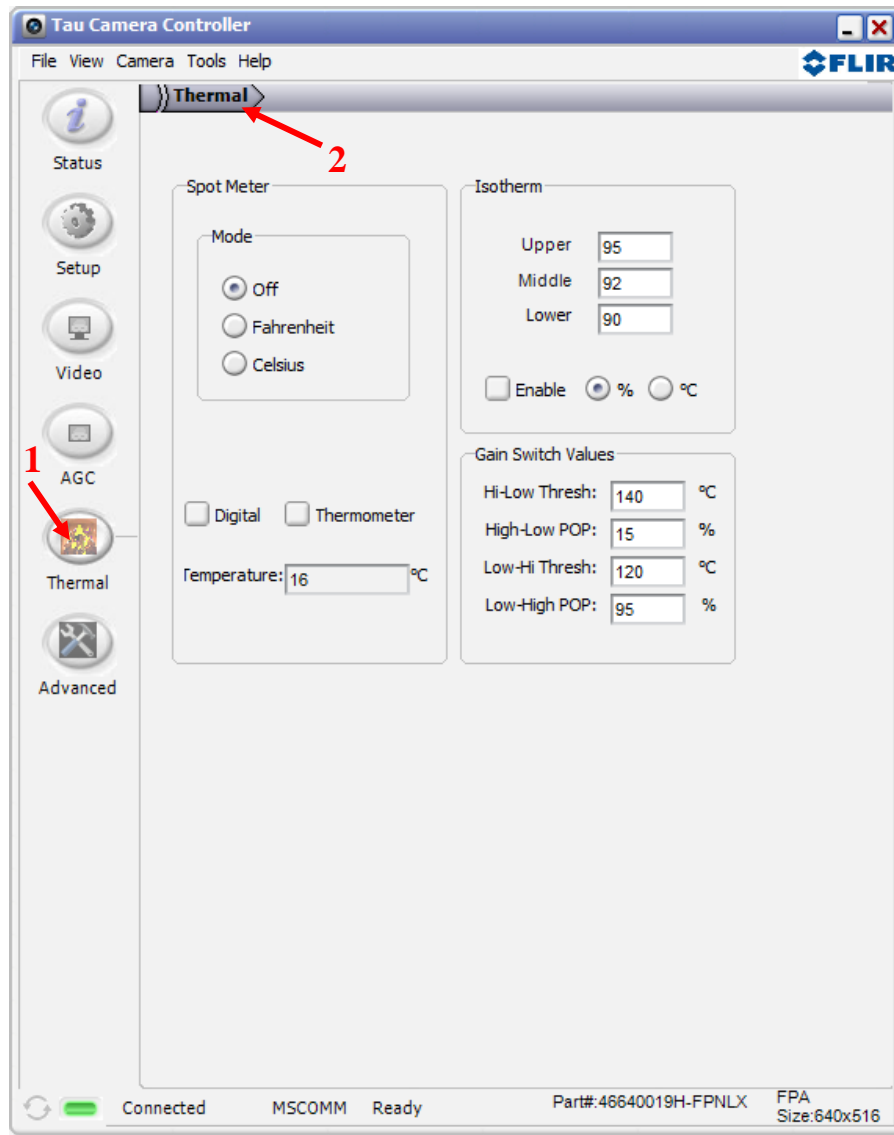 Tau Camera Controller
File View Camera Tools Help
FLIR
Thermal
2
Status
Setup
Video
AGC
1
Thermal
Advanced
Spot Meter
Mode
Off
Fahrenheit
Celsius
Digital Thermometer
Temperature: 16 ºC
Isotherm
Upper 95
Middle 92
Lower 90
Enable % ºC
Gain Switch Values
Hi-Low Thresh: 140 ºC
High-Low POP: 15 %
Low-Hi Thresh: 120 ºC
Low-High POP: 95 %
Connected MSCOMM Ready Part#:46640019H-FPNLX FPA
Size:640x516